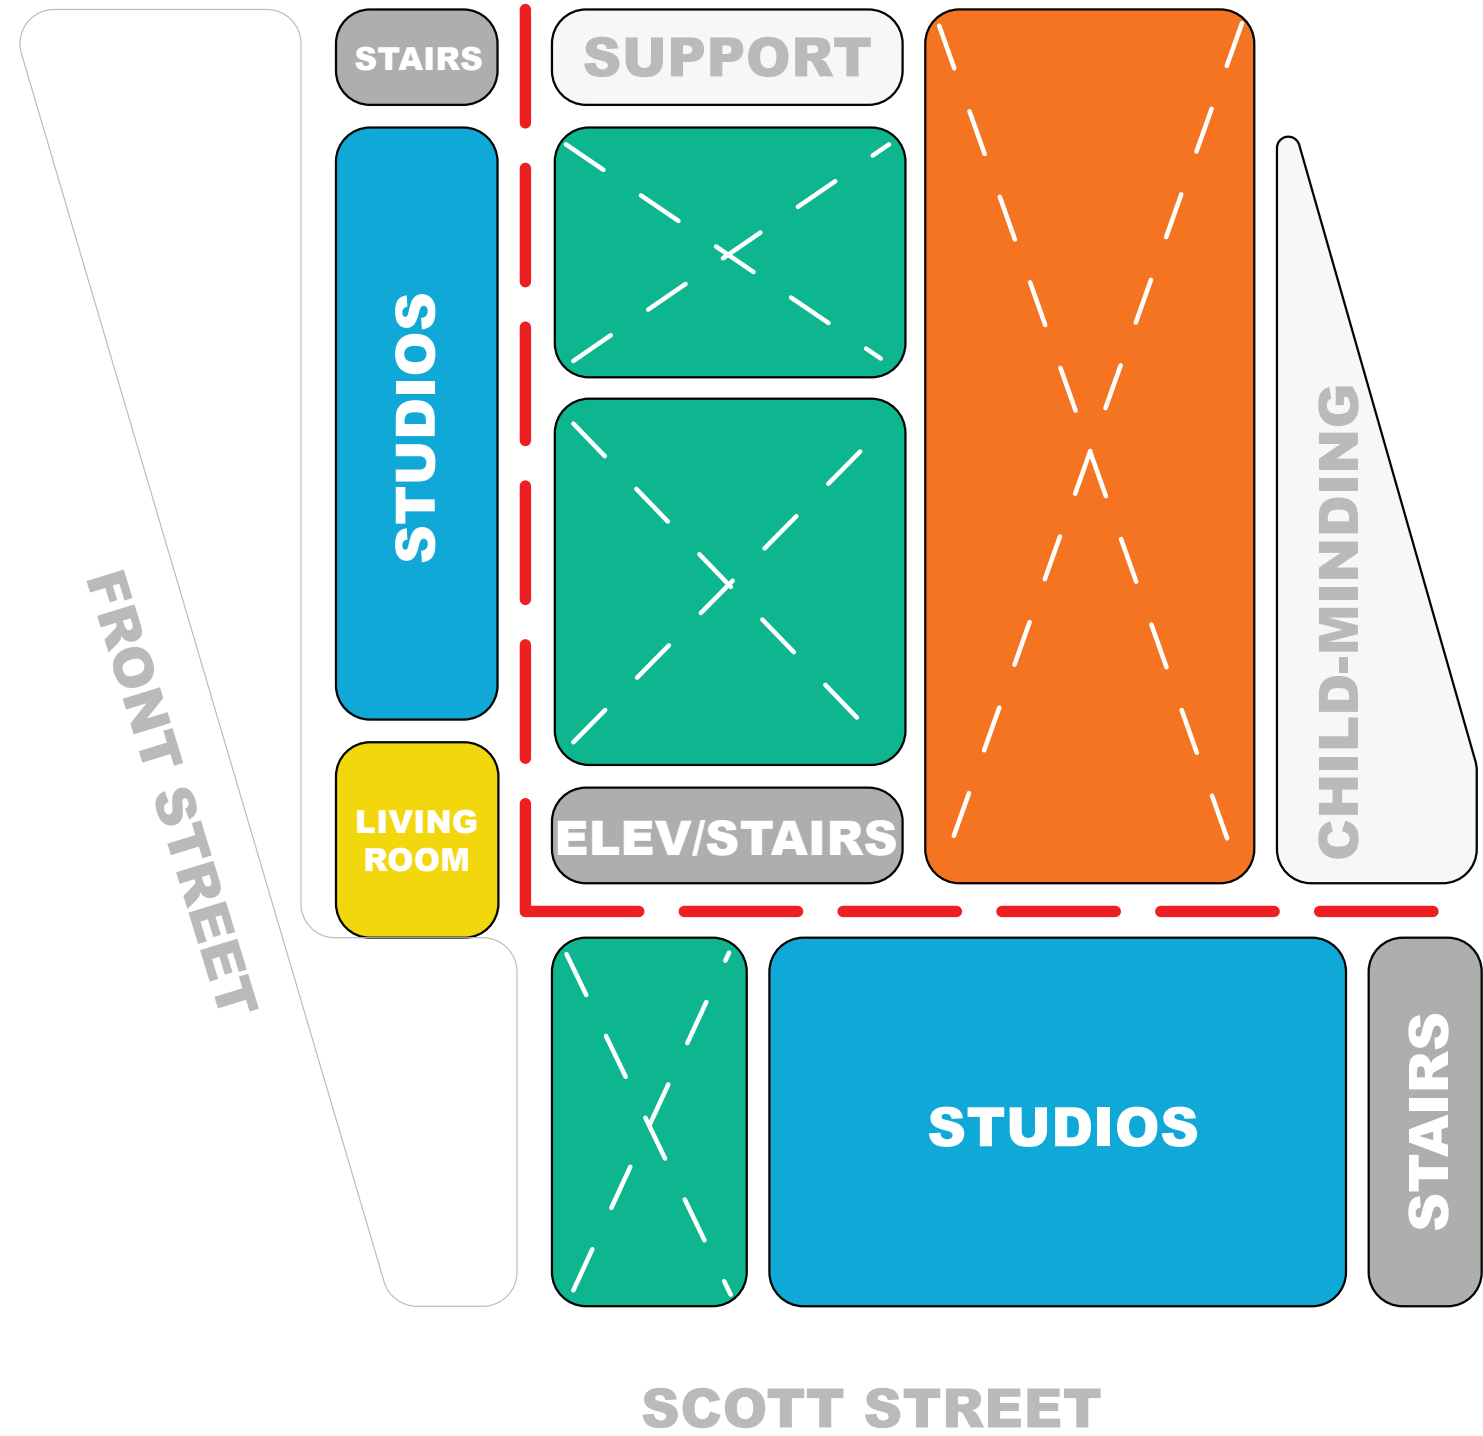 STAIRS
SUPPORT
STUDIOS
CHILD-MINDING
FRONT STREET
LIVING
ROOM
ELEV/STAIRS
STUDIOS
STAIRS
SCOTT STREET